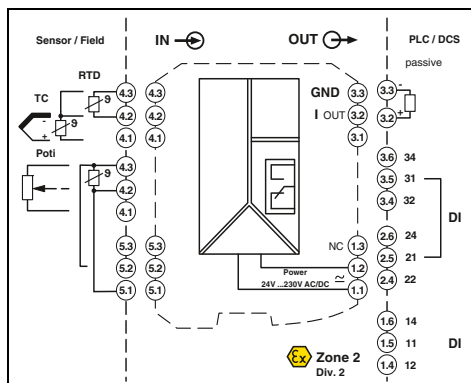 Sensor / Field
IN
OUT
PLC / DCS
passive
RTD
TC
ϑ
ϑ
- +
4.3 4.3
4.2 4.2
4.1 4.1
GND 3.3 3.3 -
I OUT 3.2 3.2 +
3.1
Poti
ϑ
4.3
4.2
4.1
3.6 34
3.5 31
3.4 32
DI
5.3 5.3
5.2 5.2
5.1 5.1
NC 1.3
Power 1.2
24V ...230V AC/DC 1.1
2.6 24
2.5 21
2.4 22
1.6 14
1.5 11
1.4 12
DI
Ex Zone 2
Div. 2